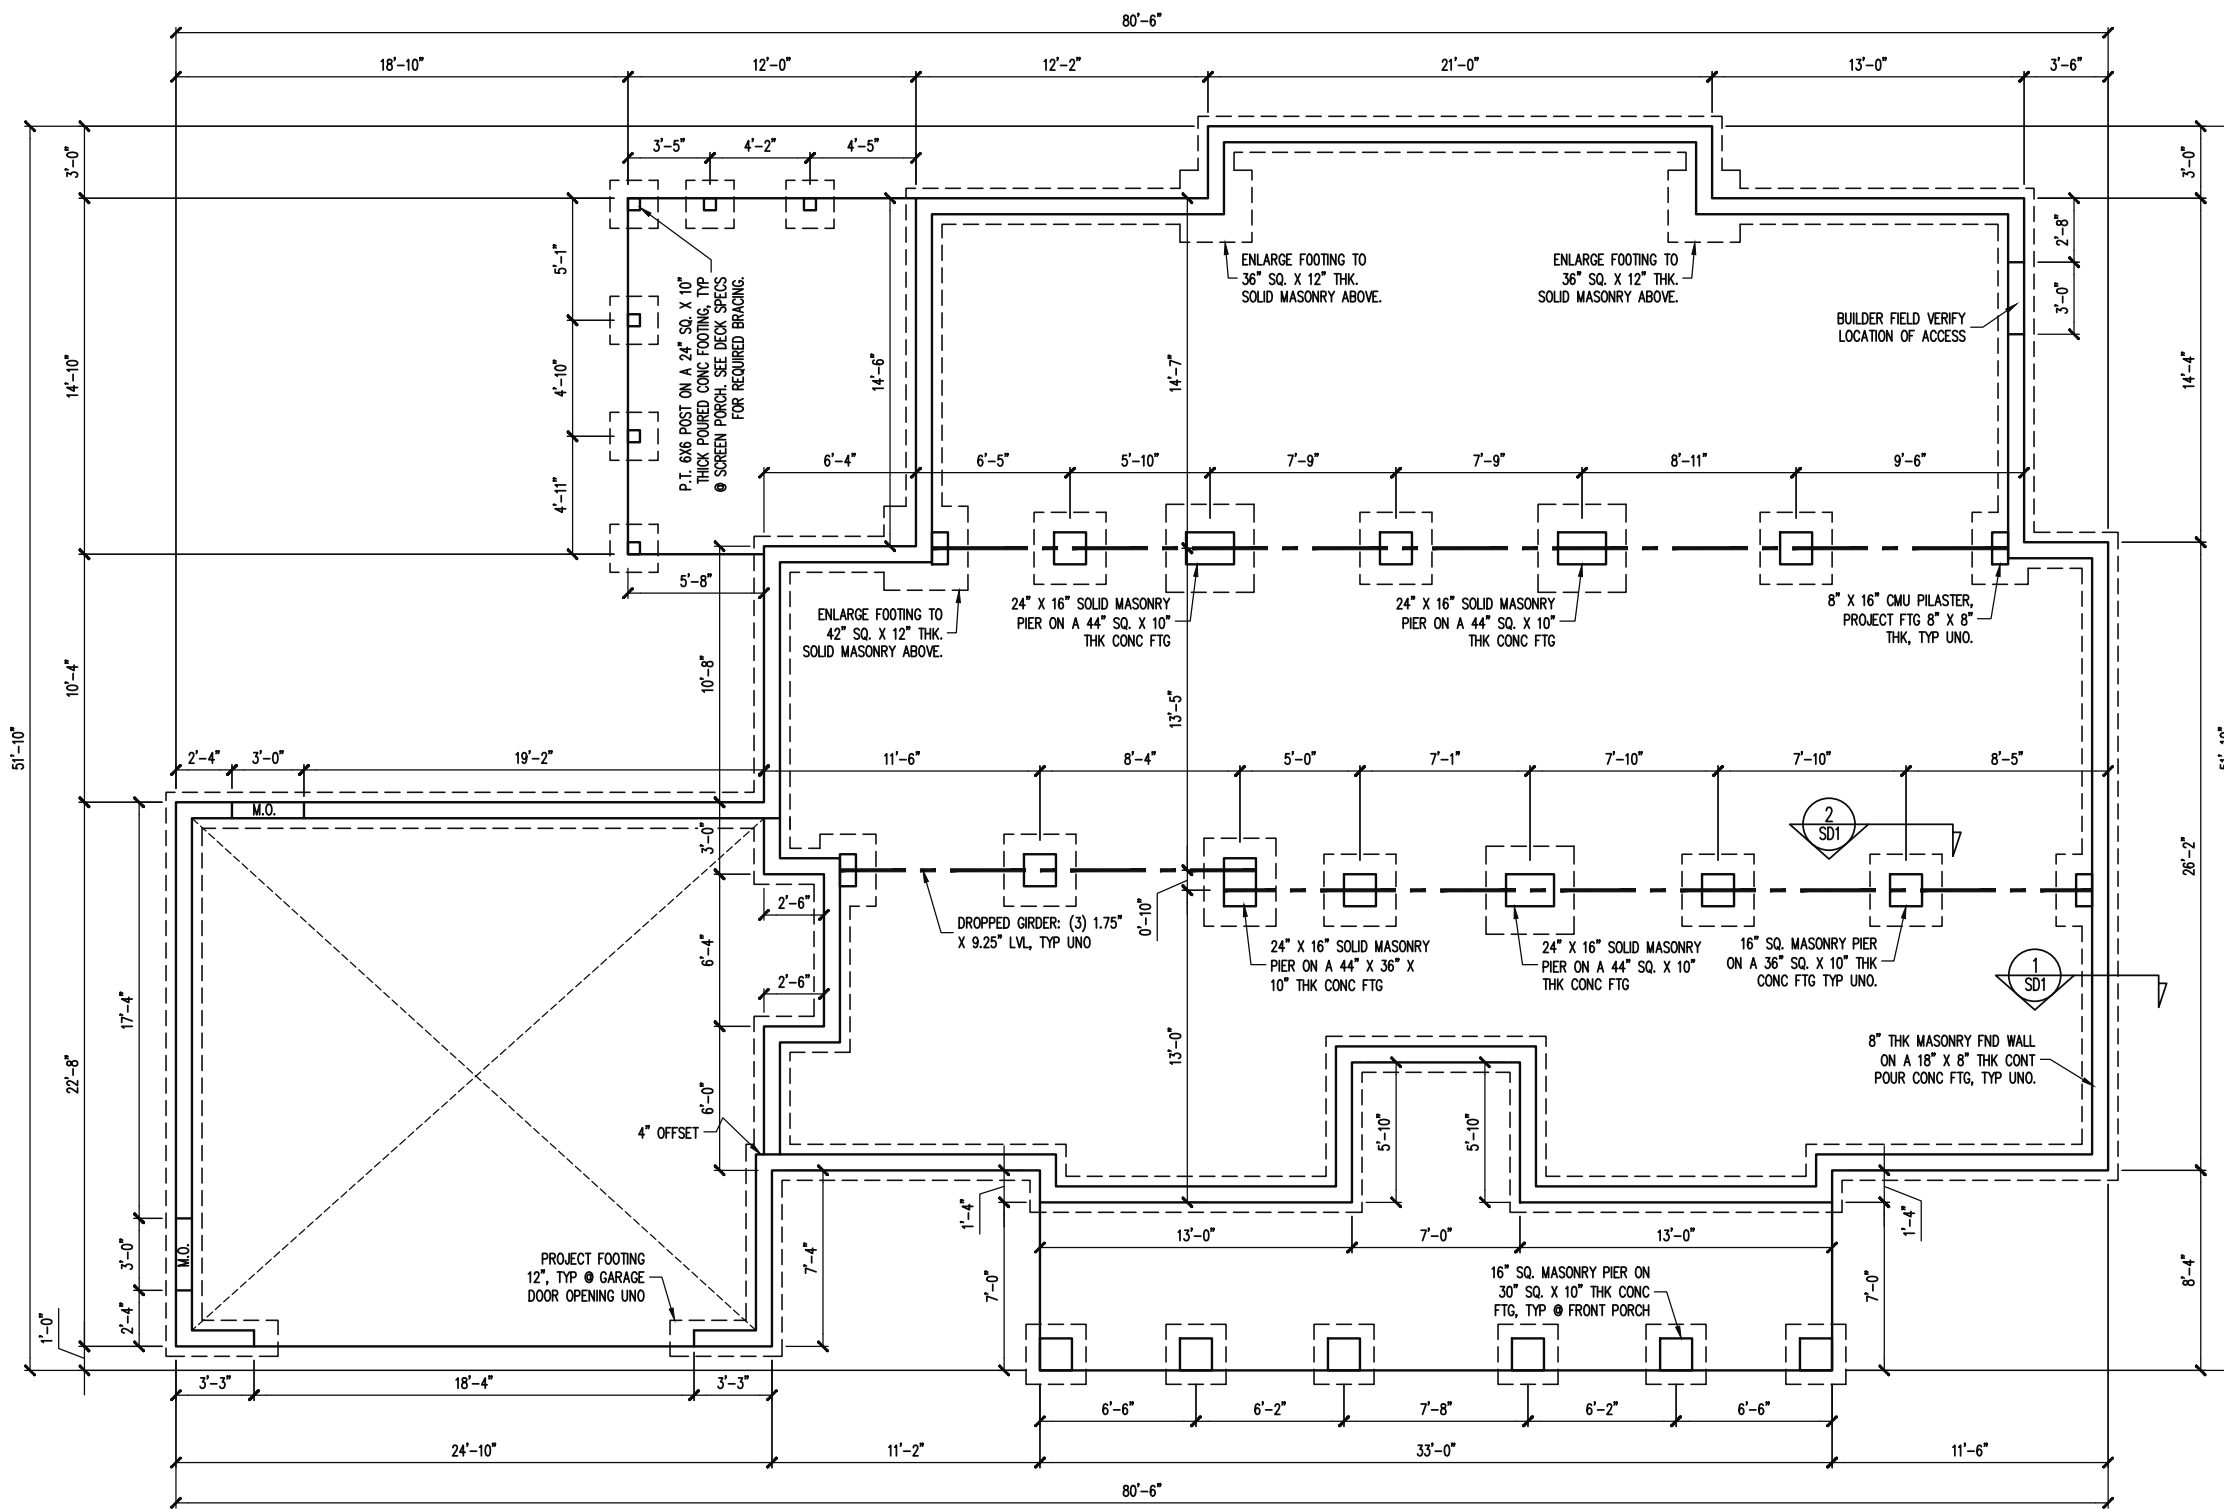 80'-6"
18'-10" 12'-0" 12'-2" 21'-0" 13'-0" 3'-6"
3'-5" 4'-2" 4'-5"
3'-0"
3'-0"
2'-8"
3'-0"
5'-1"
4'-10"
4'-11"
14'-10"
14'-6"
14'-7"
14'-4"
P.T. 6X6 POST ON A 24" SQ. X 10"
THICK POURED CONC FOOTING, TYP
@ SCREEN PORCH. SEE DECK SPECS
FOR REQUIRED BRACING.
ENLARGE FOOTING TO
36" SQ. X 12" THK.
SOLID MASONRY ABOVE.
ENLARGE FOOTING TO
36" SQ. X 12" THK.
SOLID MASONRY ABOVE.
BUILDER FIELD VERIFY
LOCATION OF ACCESS
6'-4" 6'-5" 5'-10" 7'-9" 7'-9" 8'-11" 9'-6"
5'-8"
ENLARGE FOOTING TO
42" SQ. X 12" THK.
SOLID MASONRY ABOVE.
24" X 16" SOLID MASONRY
PIER ON A 44" SQ. X 10"
THK CONC FTG
24" X 16" SOLID MASONRY
PIER ON A 44" SQ. X 10"
THK CONC FTG
8" X 16" CMU PILASTER,
PROJECT FTG 8" X 8"
THK, TYP UNO.
10'-4"
10'-8"
13'-5"
51'-10"
2'-4" 3'-0" 19'-2" 11'-6" 8'-4" 5'-0" 7'-1" 7'-10" 7'-10" 8'-5"
M.O.
3'-0"
2
SD1
26'-2"
2'-6"
6'-4"
2'-6"
0'-10"
DROPPED GIRDER: (3) 1.75"
X 9.25" LVL, TYP UNO
24" X 16" SOLID MASONRY
PIER ON A 44" X 36" X
10" THK CONC FTG
24" X 16" SOLID MASONRY
PIER ON A 44" SQ. X 10"
THK CONC FTG
16" SQ. MASONRY PIER
ON A 36" SQ. X 10" THK
CONC FTG TYP UNO.
1
SD1
17'-4"
22'-8"
13'-0"
8" THK MASONRY FND WALL
ON A 18" X 8" THK CONT
POUR CONC FTG, TYP UNO.
6'-0"
4" OFFSET
5'-10"
5'-10"
1'-4"
1'-4"
13'-0" 7'-0" 13'-0"
M.O.
3'-0"
2'-4"
1'-0"
PROJECT FOOTING
12", TYP @ GARAGE
DOOR OPENING UNO
7'-4"
7'-0"
16" SQ. MASONRY PIER ON
30" SQ. X 10" THK CONC
FTG, TYP @ FRONT PORCH
7'-0"
8'-4"
3'-3" 18'-4" 3'-3"
6'-6" 6'-2" 7'-8" 6'-2" 6'-6"
24'-10" 11'-2" 33'-0" 11'-6"
80'-6"